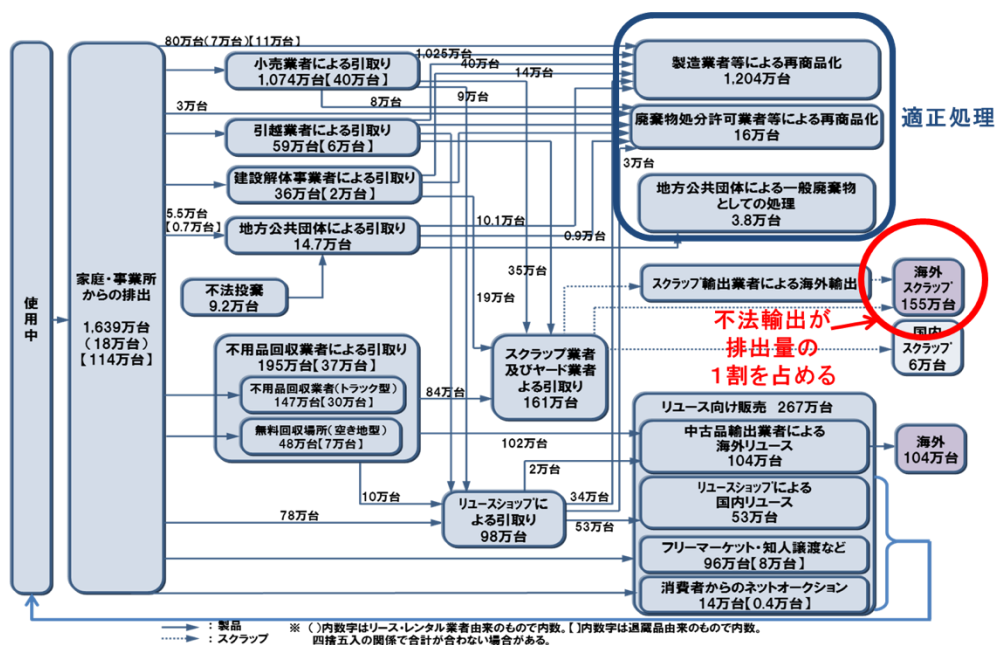 使用中
家庭・事業所
からの排出
1,639万台
(18万台)
【114万台】
80万台(7万台)【11万台】
3万台
5.5万台
【0.7万台】
78万台
小売業者による引取り
1,074万台【40万台】
引越業者による引取り
59万台【6万台】
建設解体事業者による引取り
36万台【2万台】
地方公共団体による引取り
14.7万台
不法投棄
9.2万台
不用品回収業者による引取り
195万台【37万台】
不用品回収業者(トラック型)
147万台【30万台】
無料回収場所(空き地型)
48万台【7万台】
1,025万台
40万台
14万台
8万台
9万台
10.1万台
0.9万台
3万台
35万台
19万台
84万台
102万台
2万台
10万台
34万台
53万台
スクラップ業者
及びヤード業者
による引取り
161万台
リユースショップに
よる引取り
98万台
製造業者等による再商品化
1,204万台
廃棄物処分許可業者等による再商品化
16万台
地方公共団体による一般廃棄物
としての処理
3.8万台
適正処理
スクラップ輸出業者による海外輸出
海外
スクラップ
155万台
国内
スクラップ
6万台
不法輸出が
排出量の
1割を占める
リユース向け販売 267万台
中古品輸出業者による
海外リユース
104万台
海外
104万台
リユースショップによる
国内リユース
53万台
フリーマーケット・知人譲渡など
96万台【8万台】
消費者からのネットオークション
14万台【0.4万台】
:製品
:スクラップ
※ ( )内数字はリース・レンタル業者由来のもので内数。【 】内数字は退蔵品由来のもので内数。
四捨五入の関係で合計が合わない場合がある。